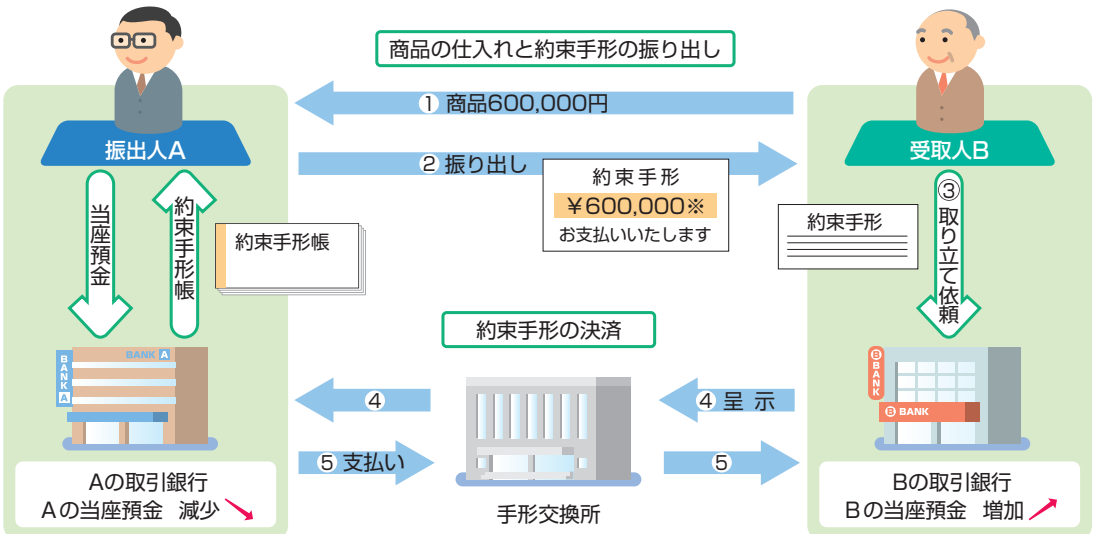 商品の仕入れと約束手形の振り出し
① 商品600,000円
振出人A
受取人B
② 振り出し
約束手形
¥600,000※
お支払いいたします
当座預金
約束手形帳
約束手形帳
約束手形
③取り立て依頼
約束手形の決済
BANK A
BANK A
④
④ 呈示
B BANK
B BANK
⑤ 支払い
⑤
手形交換所
Aの取引銀行
Aの当座預金 減少
Bの取引銀行
Bの当座預金 増加